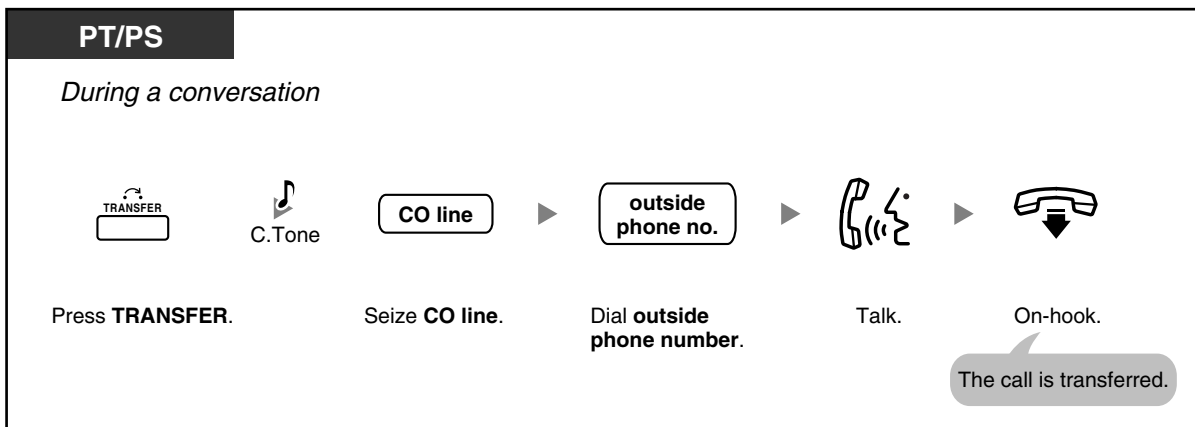 PT/PS
During a conversation
TRANSFER
C.Tone
CO line
outside
phone no.
Press TRANSFER.
Seize CO line.
Dial outside
phone number.
Talk.
On-hook.
The call is transferred.